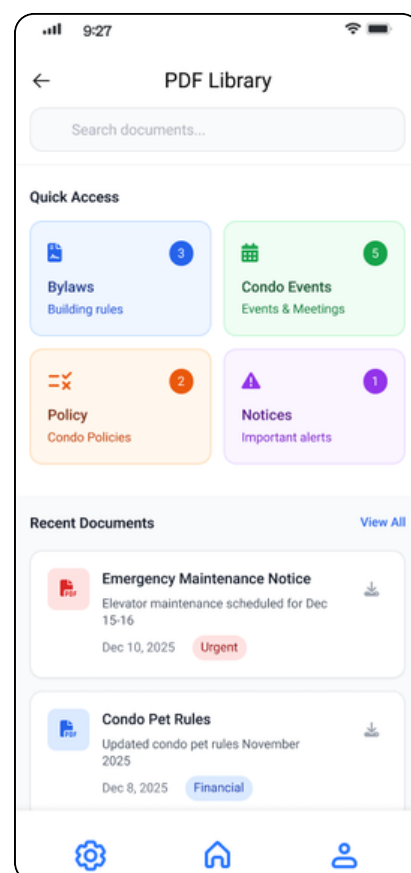 9:27
PDF Library
Search documents...
Quick Access
3
Bylaws
Building rules
5
Condo Events
Events & Meetings
2
Policy
Condo Policies
1
Notices
Important alerts
Recent Documents
View All
PDF
Emergency Maintenance Notice
Elevator maintenance scheduled for Dec
15-16
Dec 10, 2025
Urgent
PDF
Condo Pet Rules
Updated condo pet rules November
2025
Dec 8, 2025
Financial